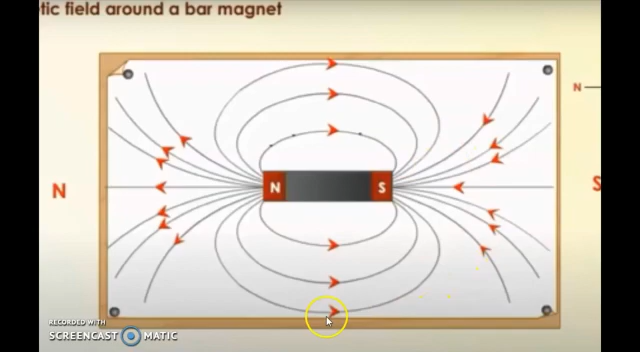 tic field around a bar magnet
N
N
N
S
S
RECORDED WITH
SCREENCAST MATIC